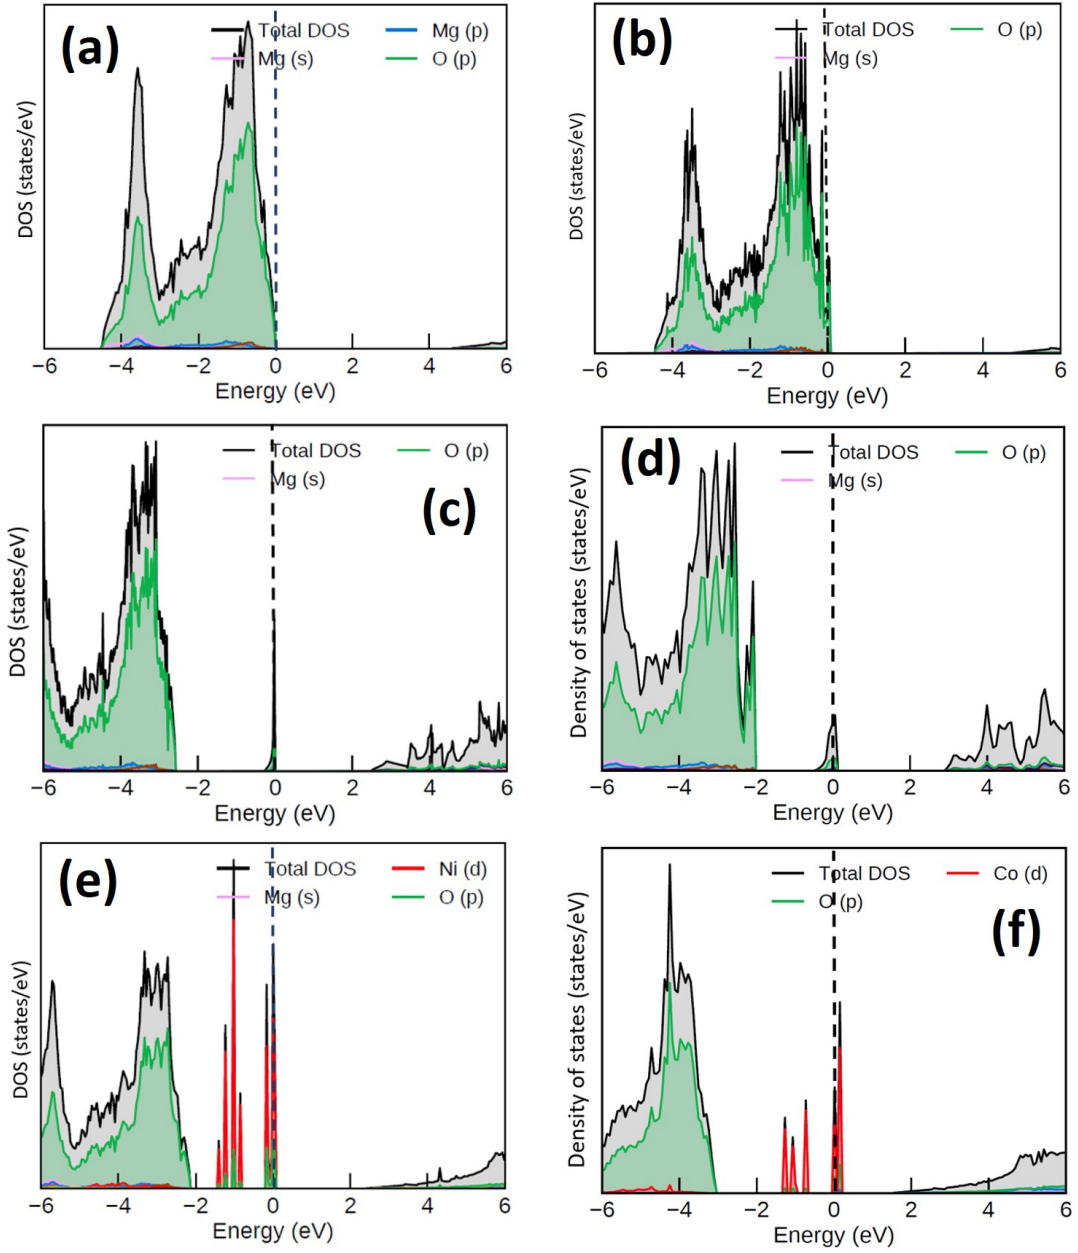 (a)
Total DOS
Mg (p)
Mg (s)
O (p)
DOS (states/eV)
−6 −4 −2 0 2 4 6
Energy (eV)
(b)
Total DOS
O (p)
Mg (s)
DOS (states/eV)
−6 −4 −2 0 2 4 6
Energy (eV)
(c)
Total DOS
O (p)
Mg (s)
DOS (states/eV)
−6 −4 −2 0 2 4 6
Energy (eV)
(d)
Total DOS
O (p)
Mg (s)
Density of states (states/eV)
−6 −4 −2 0 2 4 6
Energy (eV)
(e)
Total DOS
Ni (d)
Mg (s)
O (p)
DOS (states/eV)
−6 −4 −2 0 2 4 6
Energy (eV)
(f)
Total DOS
Co (d)
O (p)
Density of states (states/eV)
−6 −4 −2 0 2 4 6
Energy (eV)